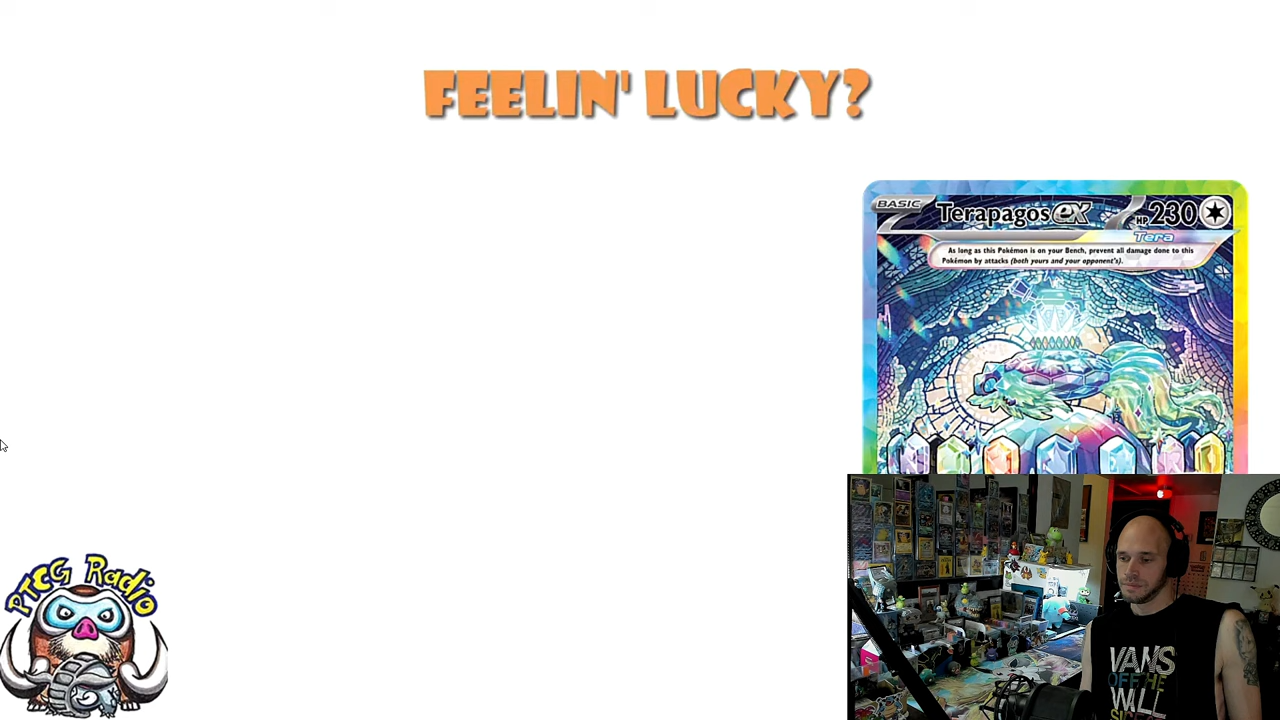 FEELIN' LUCKY?
BASIC Terapagos ex HP 230
Tera
As long as this Pokémon is on your Bench, prevent all damage done to this
Pokémon by attacks (both yours and your opponent's).
PTCG Radio
VANS
OFF THE
WALL